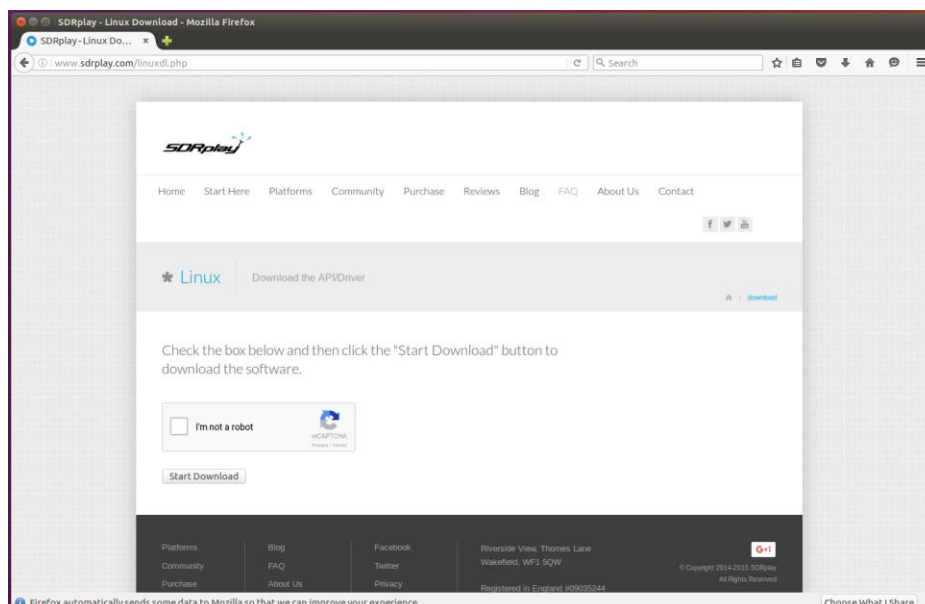 SDRplay - Linux Download - Mozilla Firefox
SDRplay - Linux Do...
www.sdrplay.com/linuxdl.php
Search
SDRplay
Home Start Here Platforms Community Purchase Reviews Blog FAQ About Us Contact
Linux
Download the API/Driver
download
Check the box below and then click the "Start Download" button to
download the software.
I'm not a robot
reCAPTCHA
Privacy - Terms
Start Download
Platforms Blog Facebook Riverside View, Thornes Lane
Community FAQ Twitter Wakefield, WF1 5QW
G+1
© Copyright 2014-2015 SDRplay
All Rights Reserved
Purchase About Us Privacy Registered in England #09035244
Firefox automatically sends some data to Mozilla so that we can improve your experience.
Choose What I Share